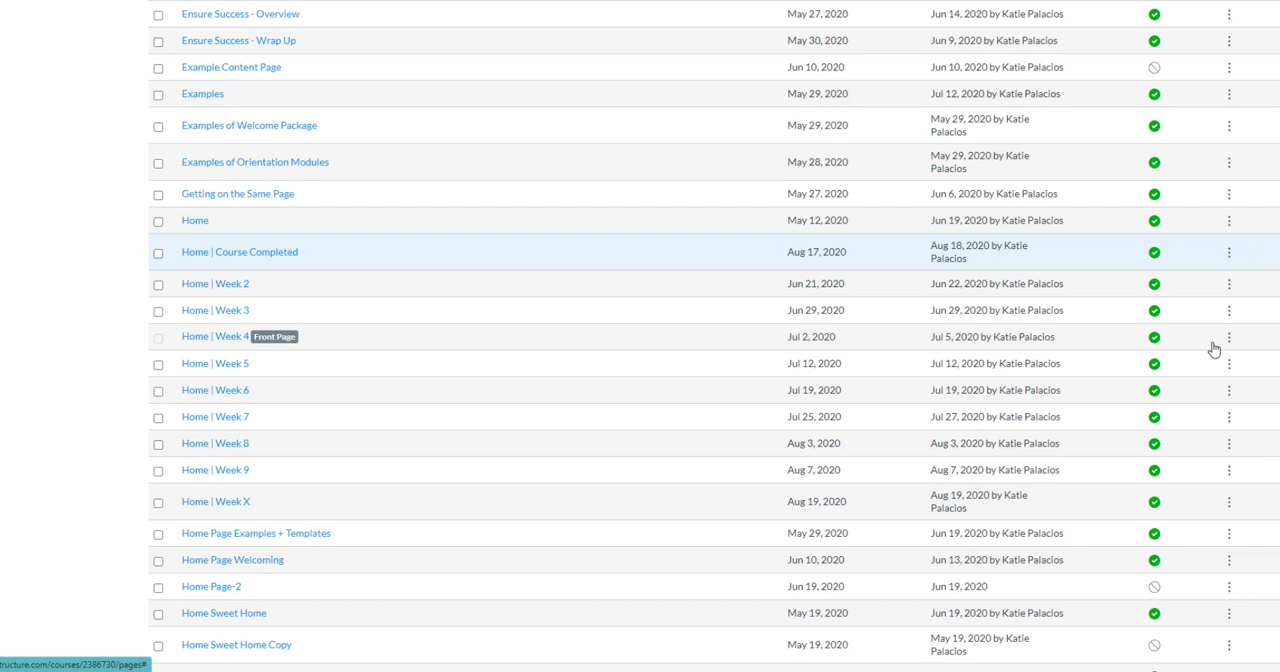 Ensure Success - Overview May 27, 2020 Jun 14, 2020 by Katie Palacios
Ensure Success - Wrap Up May 30, 2020 Jun 9, 2020 by Katie Palacios
Example Content Page Jun 10, 2020 Jun 10, 2020 by Katie Palacios
Examples May 29, 2020 Jul 12, 2020 by Katie Palacios
Examples of Welcome Package May 29, 2020 May 29, 2020 by Katie
Palacios
Examples of Orientation Modules May 28, 2020 May 29, 2020 by Katie
Palacios
Getting on the Same Page May 27, 2020 Jun 6, 2020 by Katie Palacios
Home May 12, 2020 Jun 19, 2020 by Katie Palacios
Home | Course Completed Aug 17, 2020 Aug 18, 2020 by Katie
Palacios
Home | Week 2 Jun 21, 2020 Jun 22, 2020 by Katie Palacios
Home | Week 3 Jun 29, 2020 Jun 29, 2020 by Katie Palacios
Home | Week 4 Front Page Jul 2, 2020 Jul 5, 2020 by Katie Palacios
Home | Week 5 Jul 12, 2020 Jul 12, 2020 by Katie Palacios
Home | Week 6 Jul 19, 2020 Jul 19, 2020 by Katie Palacios
Home | Week 7 Jul 25, 2020 Jul 27, 2020 by Katie Palacios
Home | Week 8 Aug 3, 2020 Aug 3, 2020 by Katie Palacios
Home | Week 9 Aug 7, 2020 Aug 7, 2020 by Katie Palacios
Home | Week X Aug 19, 2020 Aug 19, 2020 by Katie
Palacios
Home Page Examples + Templates May 29, 2020 Jun 19, 2020 by Katie Palacios
Home Page Welcoming Jun 10, 2020 Jun 13, 2020 by Katie Palacios
Home Page-2 Jun 19, 2020 Jun 19, 2020
Home Sweet Home May 19, 2020 Jun 19, 2020 by Katie Palacios
Home Sweet Home Copy May 19, 2020 May 19, 2020 by Katie
Palacios
tructure.com/courses/2386730/pages#